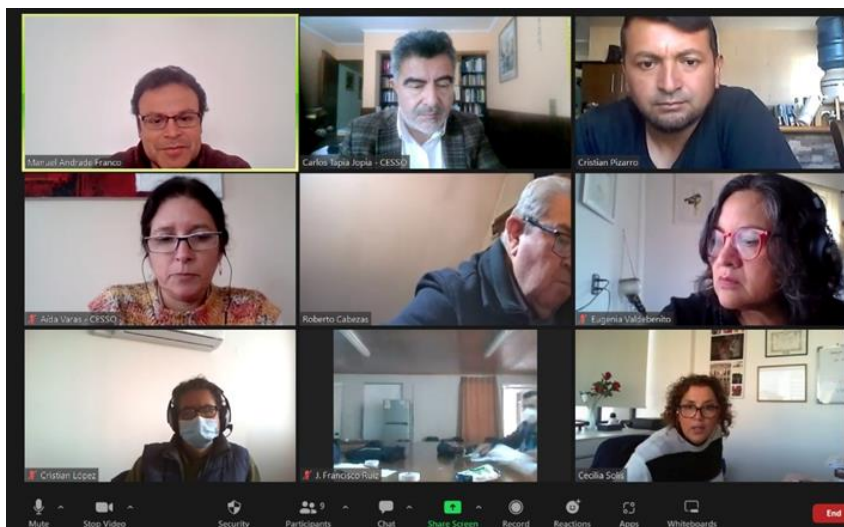 Manuel Andrade Franco
Carlos Tapia Jopia - CESSO
Cristian Pizarro
Aída Varas - CESSO
Roberto Cabezas
Eugenia Valdebenito
Cristian López
J. Francisco Ruiz
Cecilia Solis
Mute
Stop Video
Security
Participants
9
Chat
Share Screen
Record
Reactions
Apps
Whiteboards
End